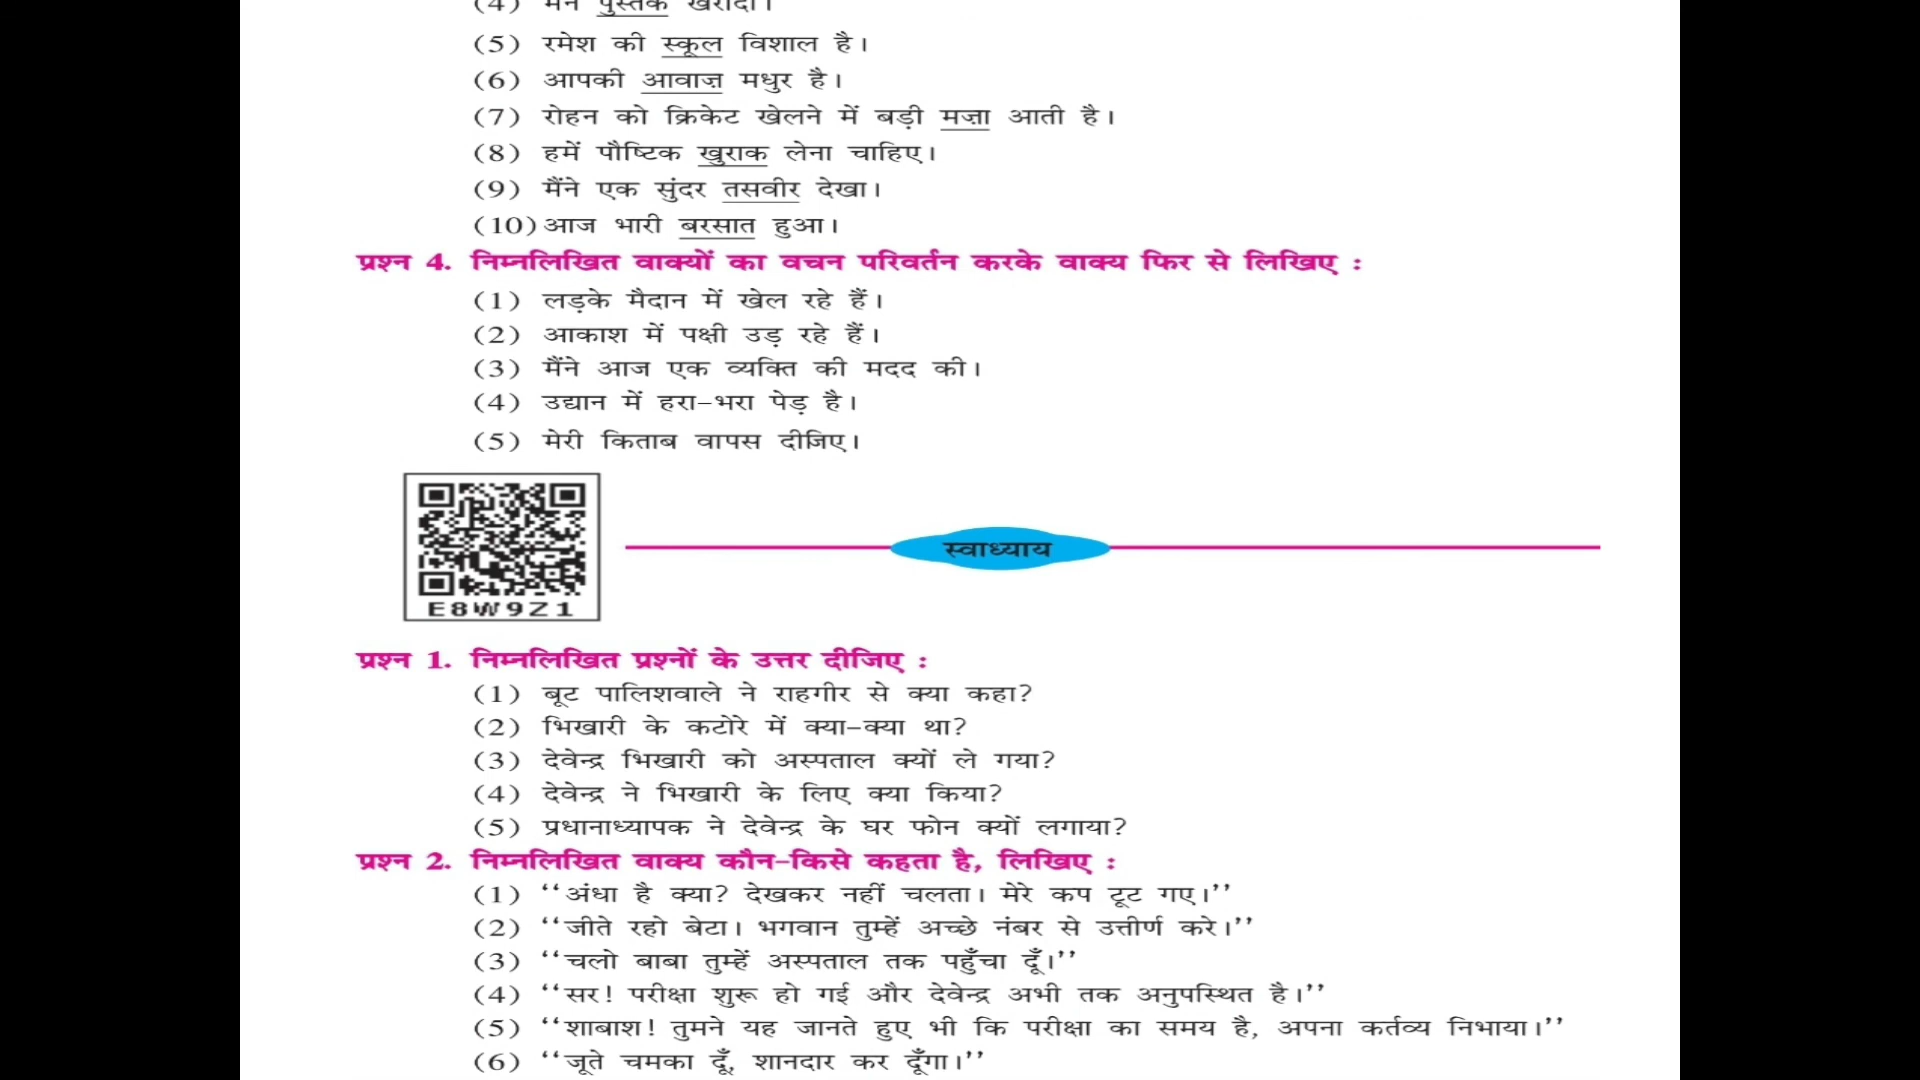 (4) मैंने पुस्तक खरीदा।
(5) रमेश की स्कूल विशाल है।
(6) आपकी आवाज़ मधुर है।
(7) रोहन को क्रिकेट खेलने में बड़ी मज़ा आती है।
(8) हमें पौष्टिक खुराक लेना चाहिए।
(9) मैंने एक सुंदर तसवीर देखा।
(10) आज भारी बरसात हुआ।
प्रश्न 4. निम्नलिखित वाक्यों का वचन परिवर्तन करके वाक्य फिर से लिखिए :
(1) लड़के मैदान में खेल रहे हैं।
(2) आकाश में पक्षी उड़ रहे हैं।
(3) मैंने आज एक व्यक्ति की मदद की।
(4) उद्यान में हरा-भरा पेड़ है।
(5) मेरी किताब वापस दीजिए।
E8W9Z1
स्वाध्याय
प्रश्न 1. निम्नलिखित प्रश्नों के उत्तर दीजिए :
(1) बूट पालिशवाले ने राहगीर से क्या कहा?
(2) भिखारी के कटोरे में क्या-क्या था?
(3) देवेन्द्र भिखारी को अस्पताल क्यों ले गया?
(4) देवेन्द्र ने भिखारी के लिए क्या किया?
(5) प्रधानाध्यापक ने देवेन्द्र के घर फोन क्यों लगाया?
प्रश्न 2. निम्नलिखित वाक्य कौन-किसे कहता है, लिखिए :
(1) ‘‘अंधा है क्या? देखकर नहीं चलता। मेरे कप टूट गए।’’
(2) ‘‘जीते रहो बेटा। भगवान तुम्हें अच्छे नंबर से उत्तीर्ण करे।’’
(3) ‘‘चलो बाबा तुम्हें अस्पताल तक पहुँचा दूँ।’’
(4) ‘‘सर! परीक्षा शुरू हो गई और देवेन्द्र अभी तक अनुपस्थित है।’’
(5) ‘‘शाबाश! तुमने यह जानते हुए भी कि परीक्षा का समय है, अपना कर्तव्य निभाया।’’
(6) ‘‘जूते चमका दूँ, शानदार कर दूँगा।’’